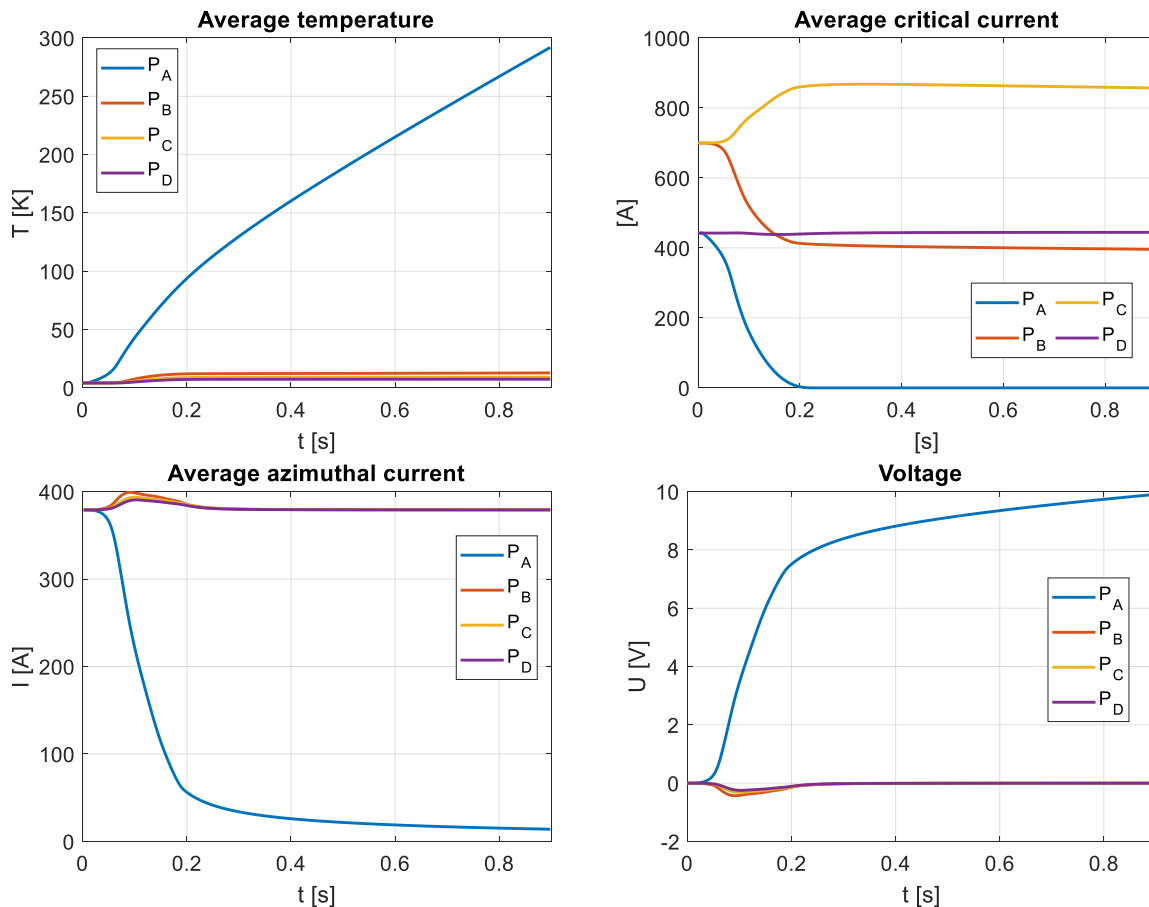 Average temperature
300
250
200
150
100
50
0
T [K]
P_A
P_B
P_C
P_D
0 0.2 0.4 0.6 0.8
t [s]
Average critical current
1000
800
600
400
200
0
[A]
P_A P_C
P_B P_D
0 0.2 0.4 0.6 0.8
[s]
Average azimuthal current
400
300
200
100
0
I [A]
P_A
P_B
P_C
P_D
0 0.2 0.4 0.6 0.8
t [s]
Voltage
10
8
6
4
2
0
-2
U [V]
P_A
P_B
P_C
P_D
0 0.2 0.4 0.6 0.8
t [s]